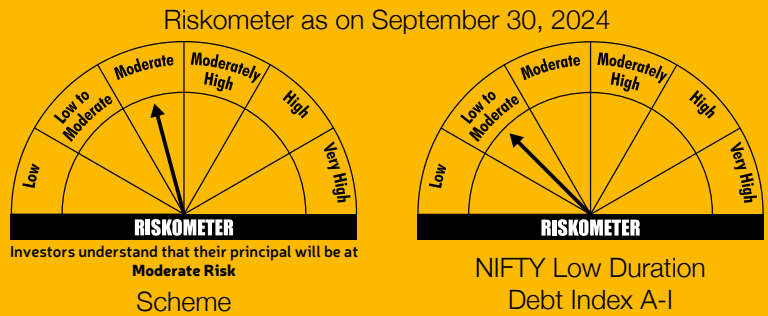 Riskometer as on September 30, 2024
Low
Low to
Moderate
Moderate
Moderately
High
High
Very High
RISKOMETER
Investors understand that their principal will be at
Moderate Risk
Scheme
Low
Low to
Moderate
Moderate
Moderately
High
High
Very High
RISKOMETER
NIFTY Low Duration
Debt Index A-I